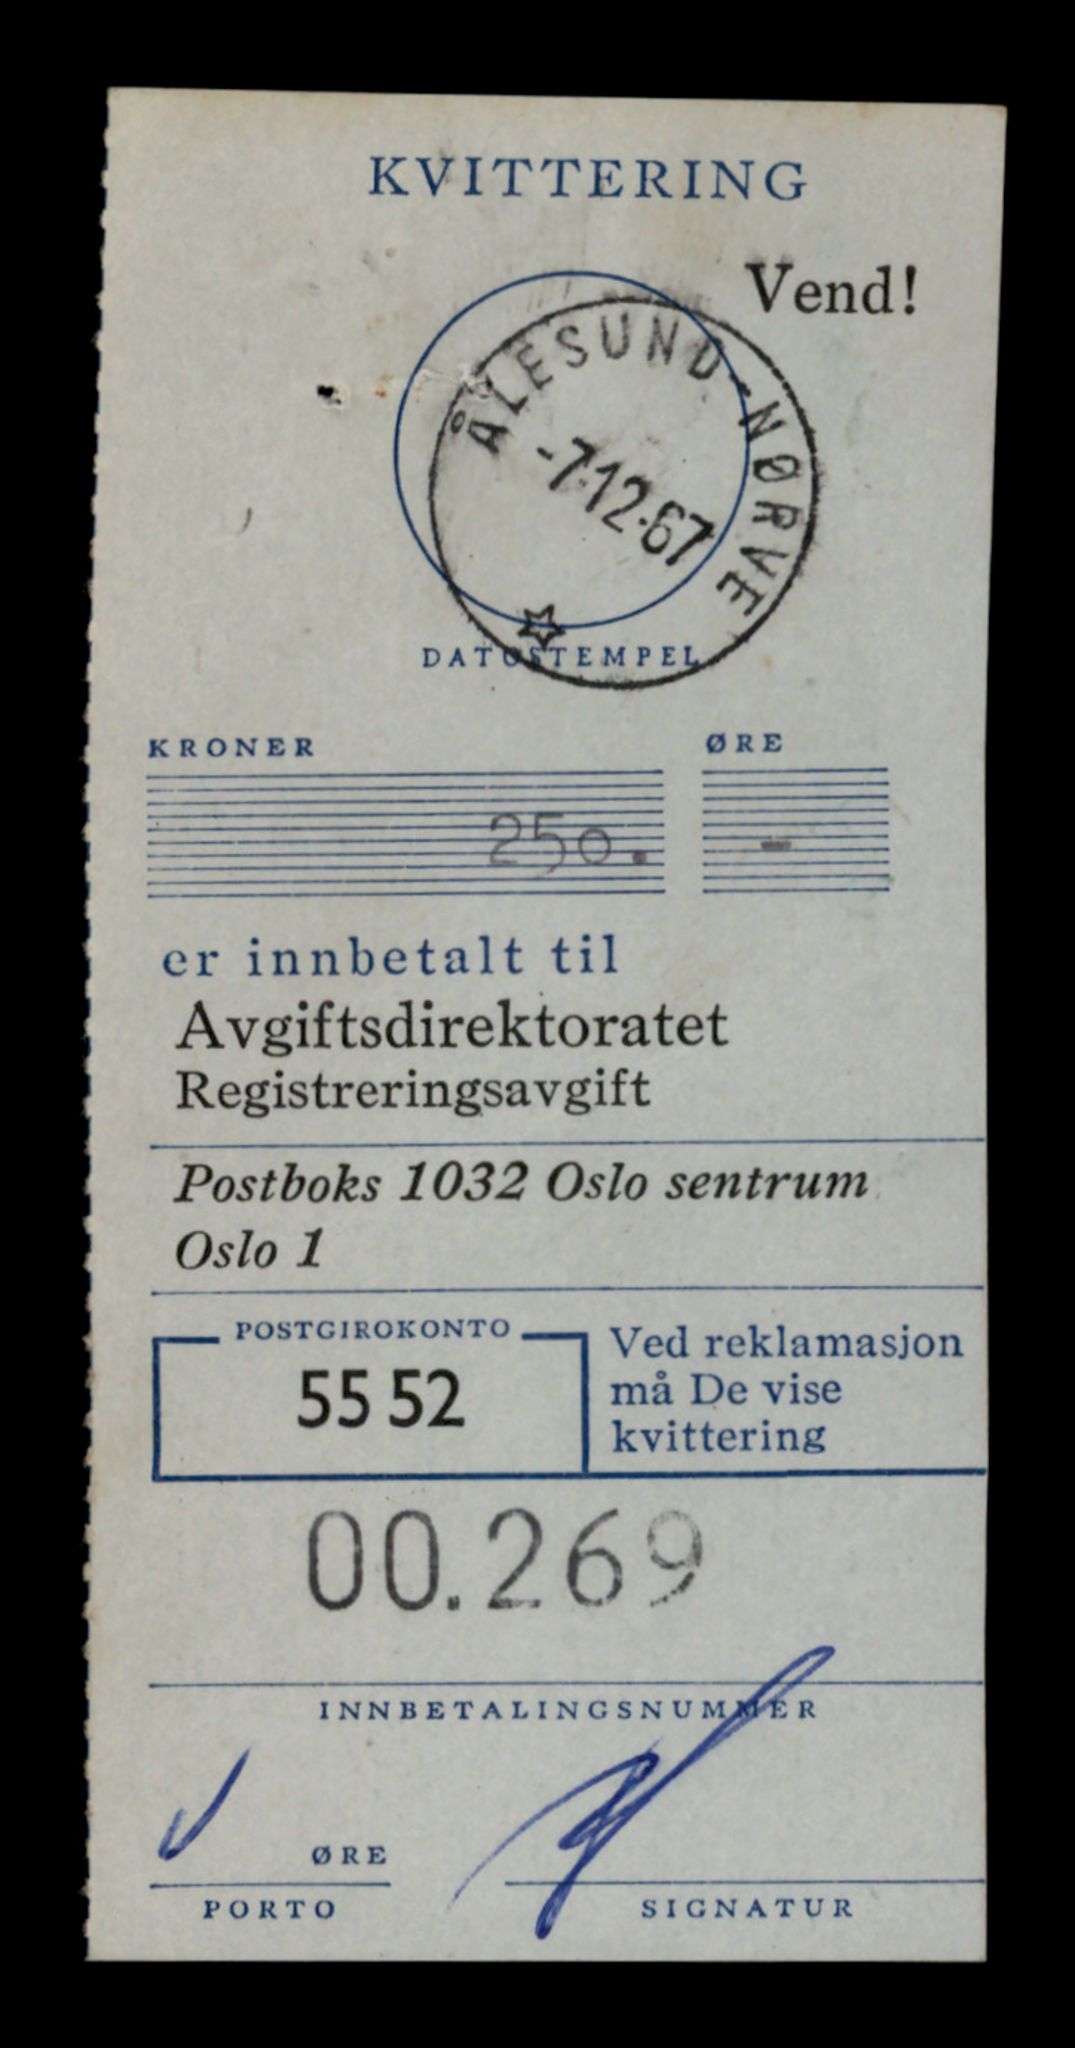 KVITTERING
Vend!
ÅLESUND-NØRVE
-7.12.67
DATOSTEMPEL
KRONER ØRE
250. -
er innbetalt til
Avgiftsdirektoratet
Registreringsavgift
Postboks 1032 Oslo sentrum
Oslo 1
POSTGIROKONTO
55 52
Ved reklamasjon
må De vise
kvittering
00.269
INNBETALINGSNUMMER
ØRE
PORTO
SIGNATUR